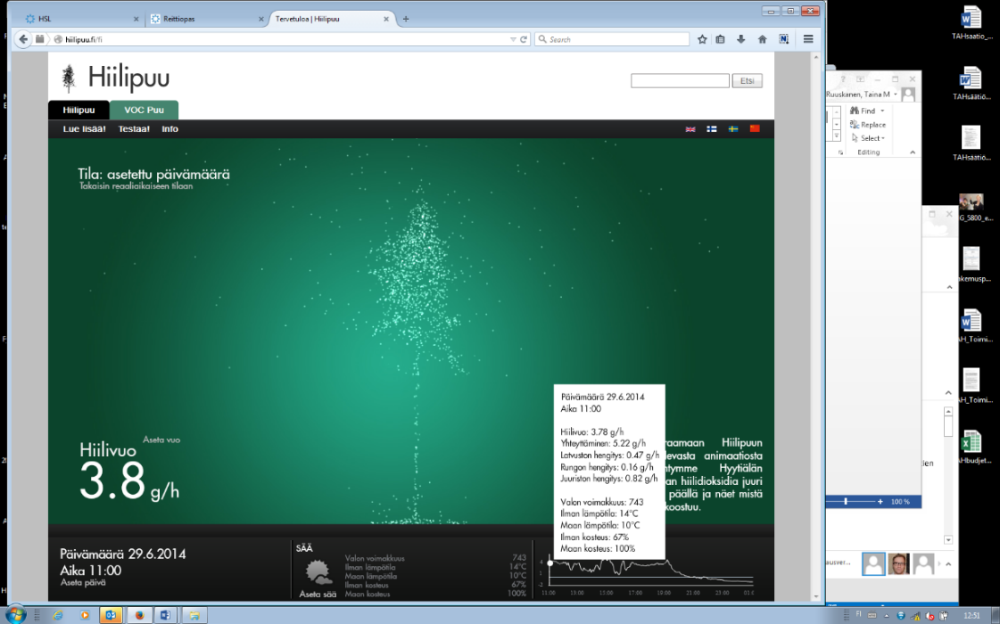 HSL
Reittiopas
Tervetuloa | Hiilipuu
hiilipuu.fi/fi
Search
Hiilipuu
Etsi
Hiilipuu
VOC Puu
Lue lisää!
Testaa!
Info
Tila: asetettu päivämäärä
Takaisin reaaliaikaiseen tilaan
Aseta vuo
Hiilivuo
3.8 g/h
Päivämäärä 29.6.2014
Aika 11:00
Hiilivuo: 3.78 g/h
Yhteyttäminen: 5.22 g/h
Latvuston hengitys: 0.47 g/h
Rungon hengitys: 0.16 g/h
Juuriston hengitys: 0.82 g/h
Valon voimakkuus: 743
Ilman lämpötila: 14°C
Maan lämpötila: 10°C
Ilman kosteus: 67%
Maan kosteus: 100%
raamaan Hiilipuun
levasta animaatiosta
ntymme Hyytiälän
an hiilidioksidia juuri
päällä ja näet mistä
koostuu.
Päivämäärä 29.6.2014
Aika 11:00
Aseta päivä
SÄÄ
Aseta sää
Valon voimakkuus 743
Ilman lämpötila 14°C
Maan lämpötila 10°C
Ilman kosteus 67%
Maan kosteus 100%
4
1
-2
11:00 13:00 15:00 17:00 19:00 21:00 23:00 01:0
Ruuskanen, Taina M
Find
Replace
Select
Editing
100 %
len
ausver...
TAHsaatio_...
TAHsäätiö...
TAHsäätiö...
G_5800_e...
akemusp...
AH_Toimi...
AH_Toimi...
AHbudjet...
FI
12:51